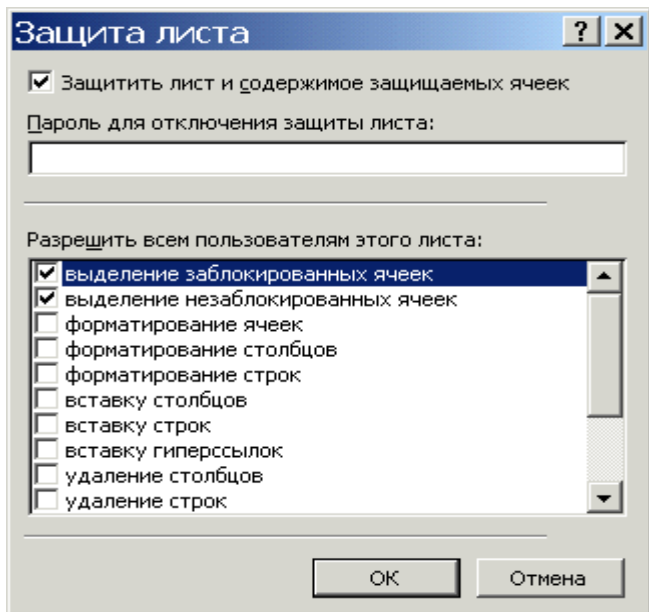 Защита листа
Защитить лист и содержимое защищаемых ячеек
Пароль для отключения защиты листа:
Разрешить всем пользователям этого листа:
выделение заблокированных ячеек
выделение незаблокированных ячеек
форматирование ячеек
форматирование столбцов
форматирование строк
вставку столбцов
вставку строк
вставку гиперссылок
удаление столбцов
удаление строк
ОК Отмена